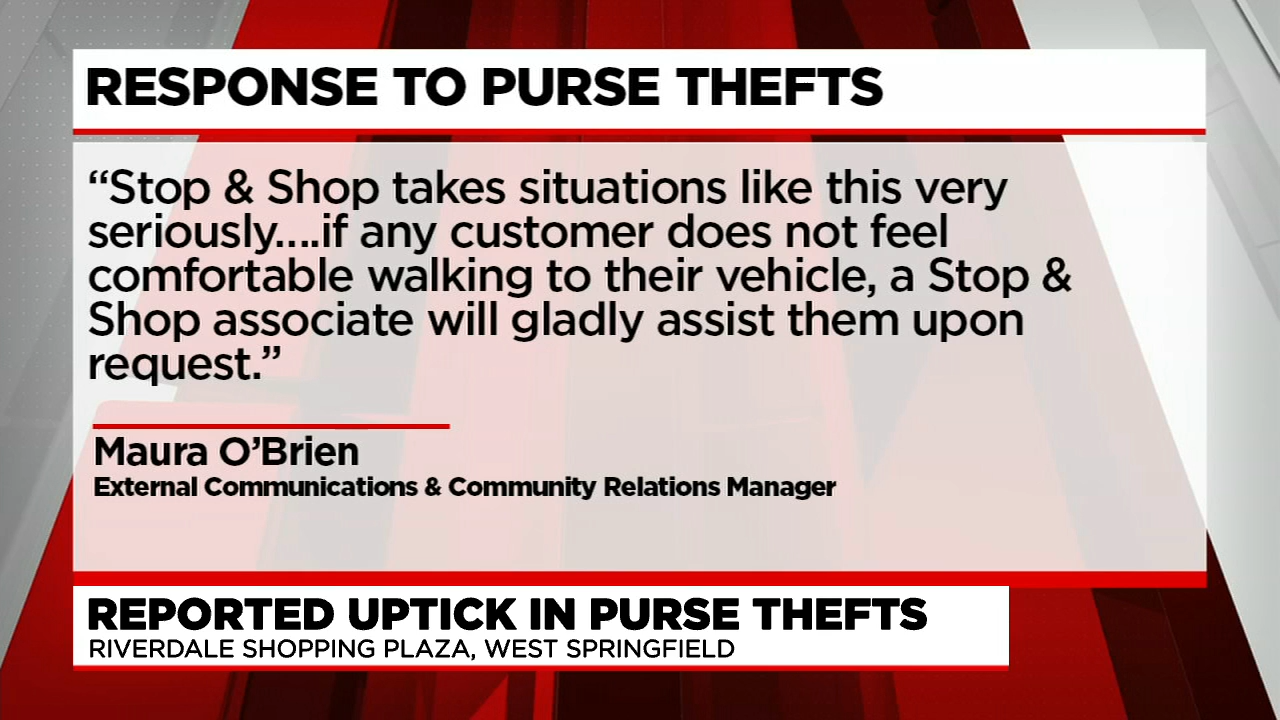 RESPONSE TO PURSE THEFTS
“Stop & Shop takes situations like this very
seriously....if any customer does not feel
comfortable walking to their vehicle, a Stop &
Shop associate will gladly assist them upon
request.”
Maura O’Brien
External Communications & Community Relations Manager
REPORTED UPTICK IN PURSE THEFTS
RIVERDALE SHOPPING PLAZA, WEST SPRINGFIELD